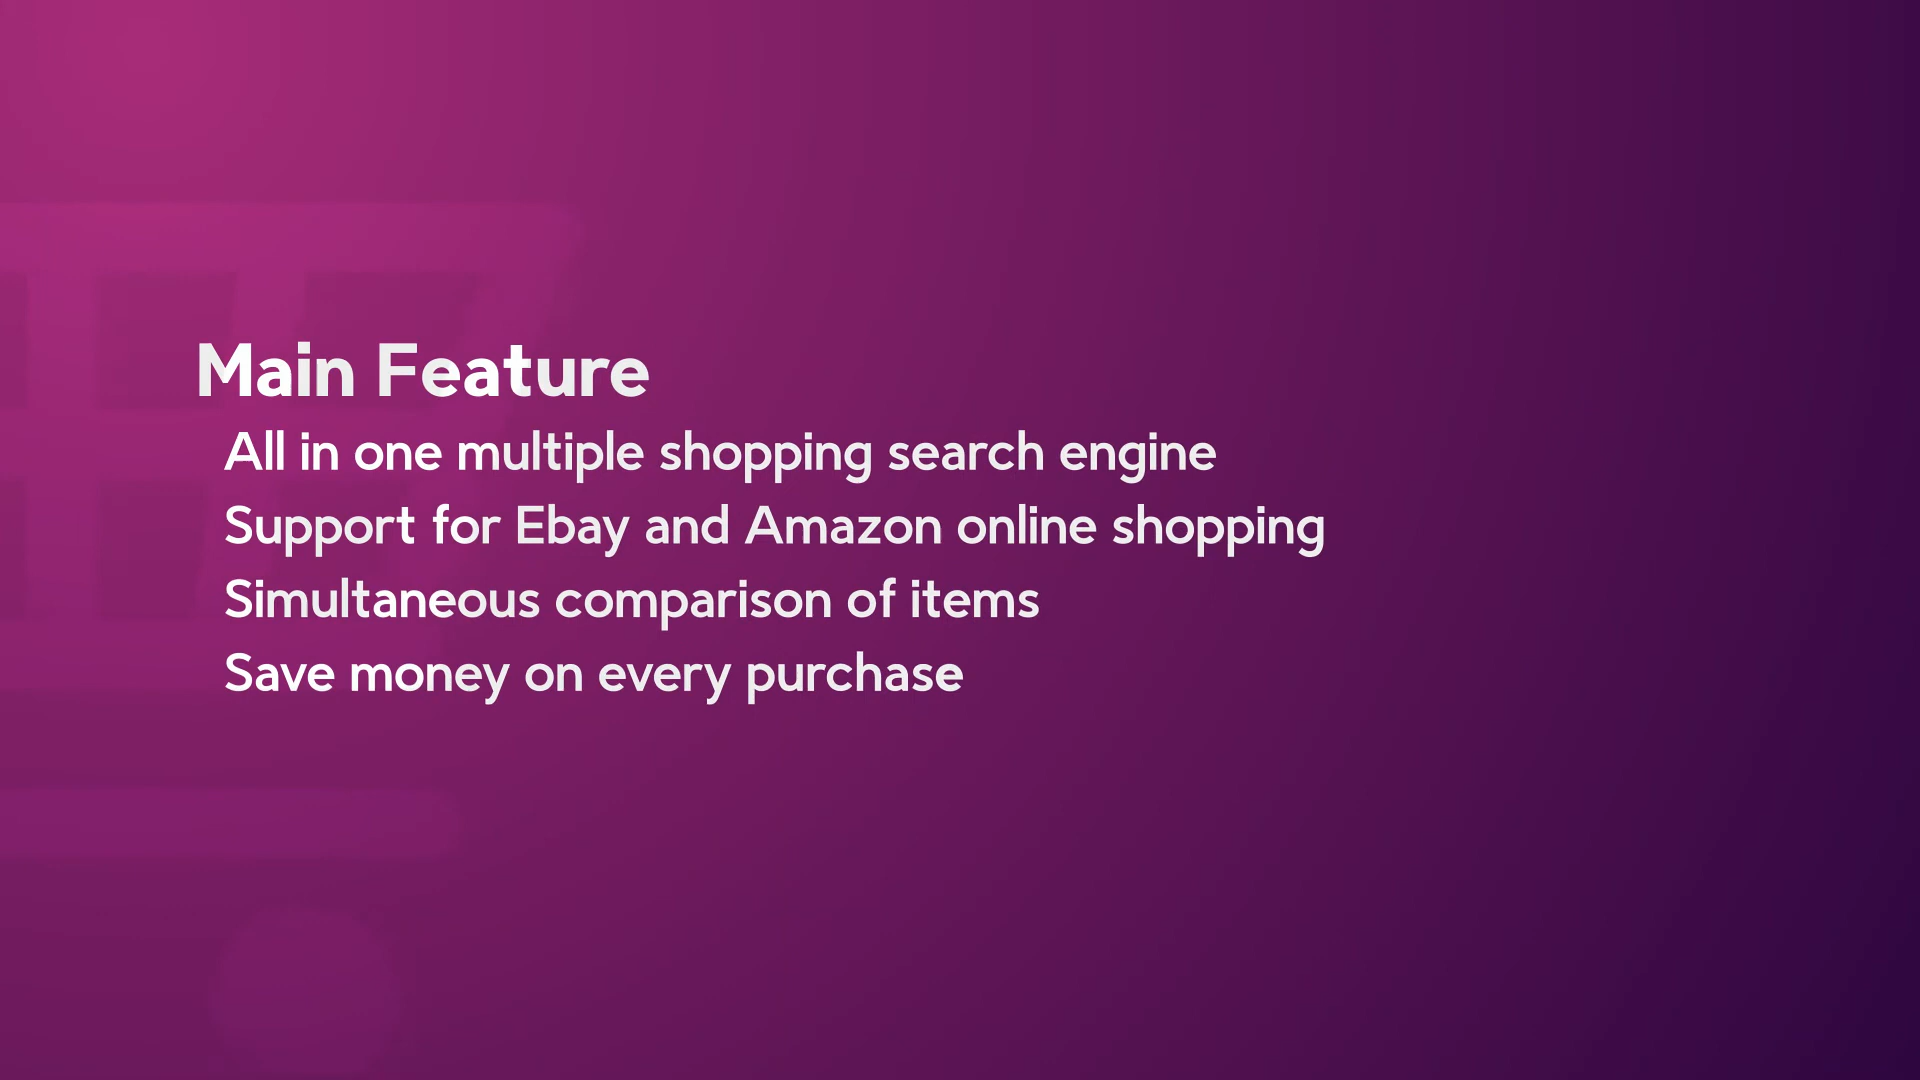 Main Feature
All in one multiple shopping search engine
Support for Ebay and Amazon online shopping
Simultaneous comparison of items
Save money on every purchase